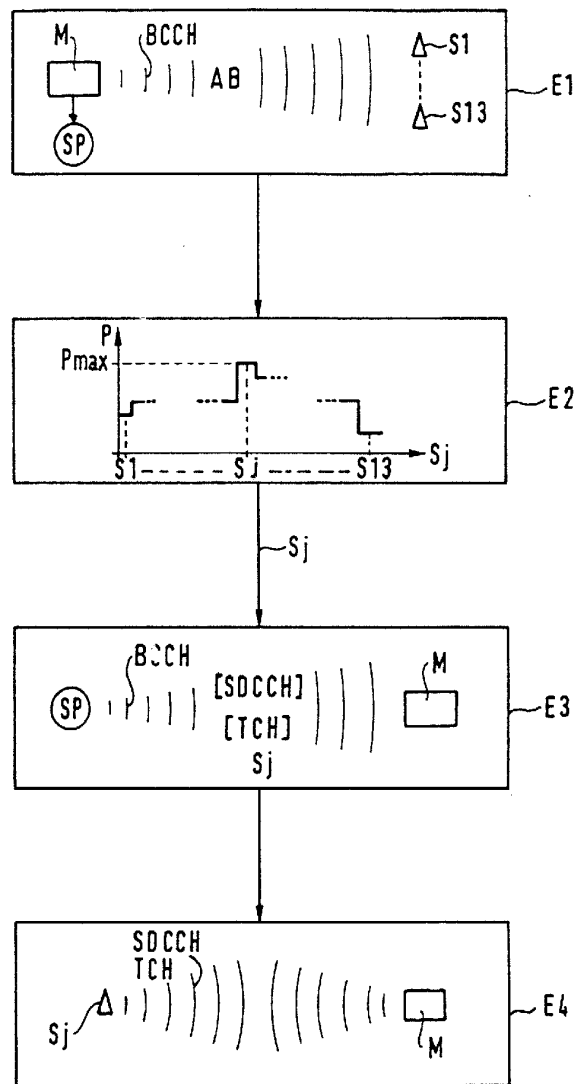 M BCCH AB S1
S13
SP
E1
P
Pmax
S1 Sj S13 Sj
E2
Sj
BCCH
SP [SDCCH] M
[TCH]
Sj
E3
SDCCH
TCH
Sj M
E4